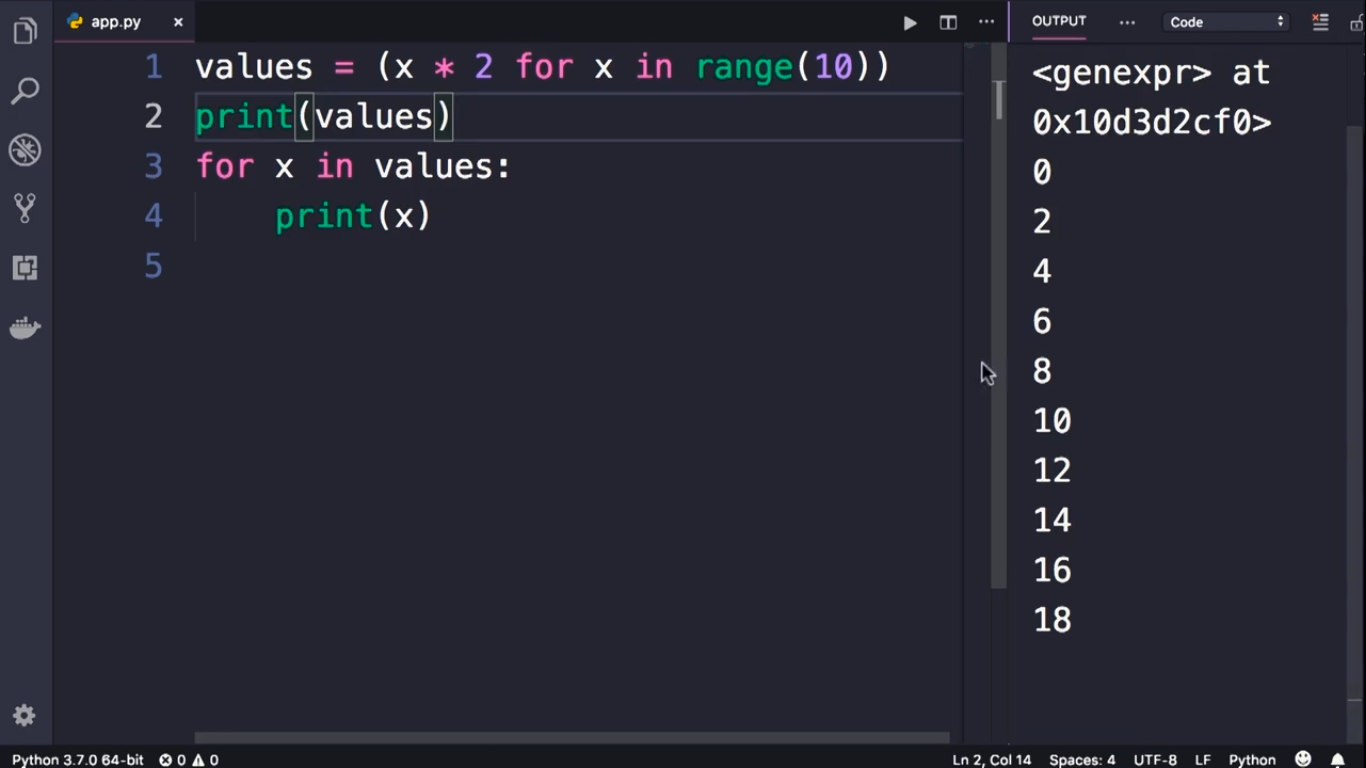 app.py ×
1 values = (x * 2 for x in range(10))
2 print(values)
3 for x in values:
4     print(x)
5
OUTPUT ... Code
<genexpr> at
0x10d3d2cf0>
0
2
4
6
8
10
12
14
16
18
Python 3.7.0 64-bit 0 0 Ln 2, Col 14 Spaces: 4 UTF-8 LF Python